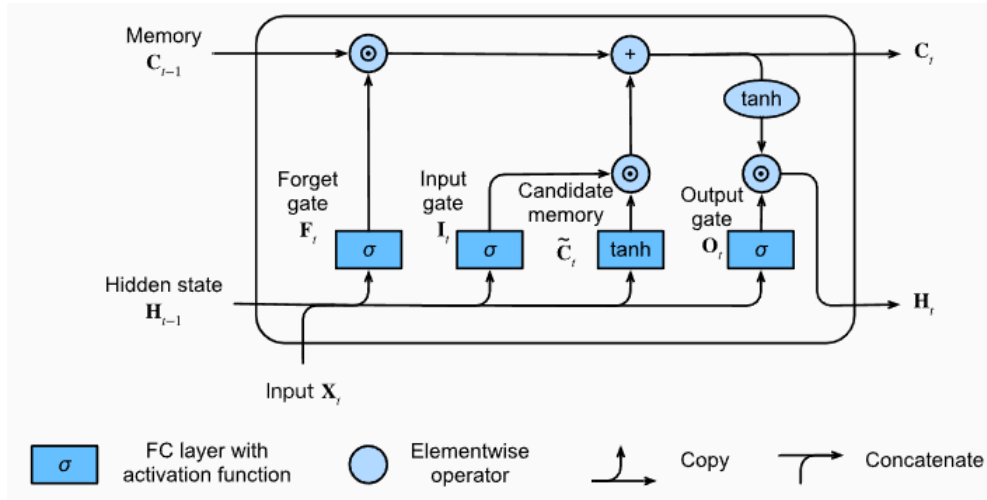 Memory
C_{t-1}
⊙
+
C_t
tanh
Forget
gate
F_t
σ
Input
gate
I_t
σ
Candidate
memory
C̃_t
tanh
⊙
Output
gate
O_t
σ
⊙
Hidden state
H_{t-1}
H_t
Input X_t
σ
FC layer with
activation function
Elementwise
operator
Copy
Concatenate